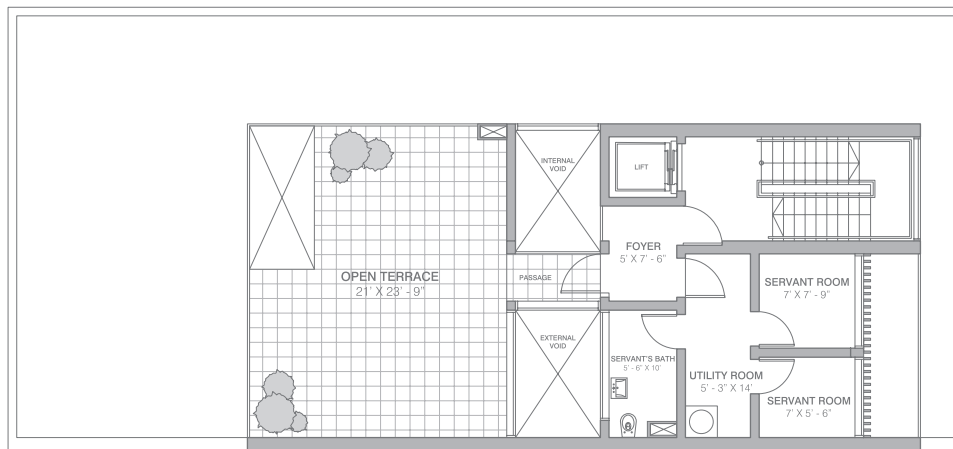 INTERNAL
VOID
LIFT
FOYER
5' X 7' - 6"
OPEN TERRACE
21' X 23' - 9"
PASSAGE
SERVANT ROOM
7' X 7' - 9"
EXTERNAL
VOID
SERVANT'S BATH
5' - 6" X 10'
UTILITY ROOM
5' - 3" X 14'
SERVANT ROOM
7' X 5' - 6"